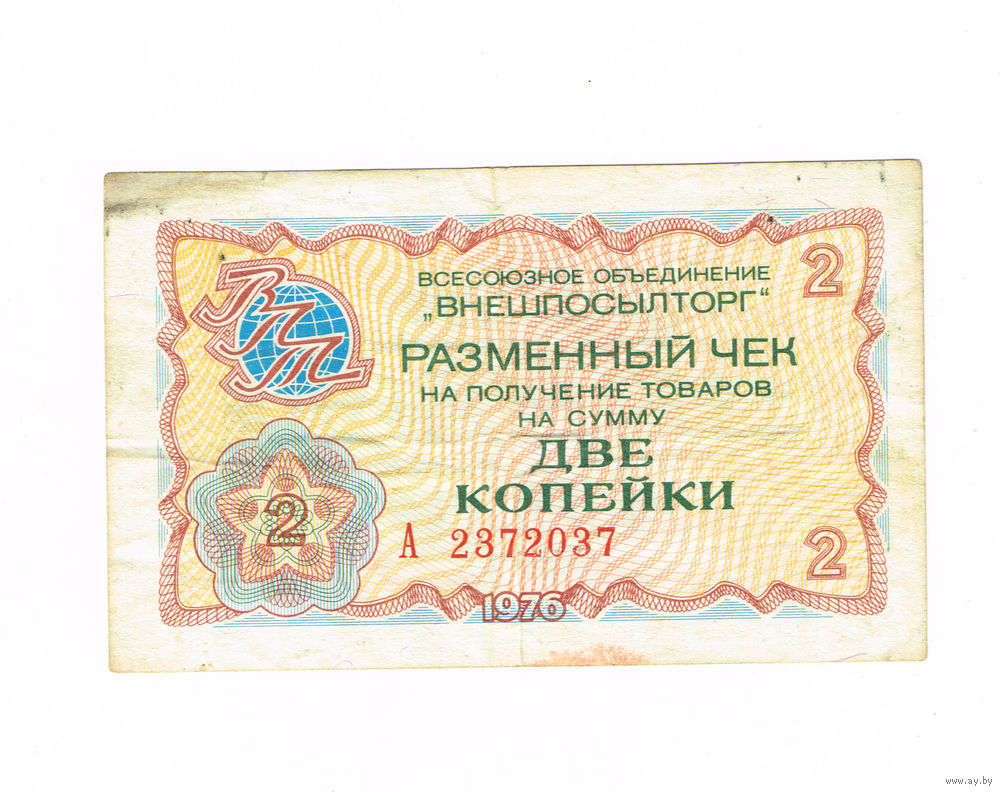 ВПТ
ВСЕСОЮЗНОЕ ОБЪЕДИНЕНИЕ
„ВНЕШПОСЫЛТОРГ“
РАЗМЕННЫЙ ЧЕК
НА ПОЛУЧЕНИЕ ТОВАРОВ
НА СУММУ
ДВЕ
КОПЕЙКИ
А 2372037
2
2
2
1976
www.ay.by